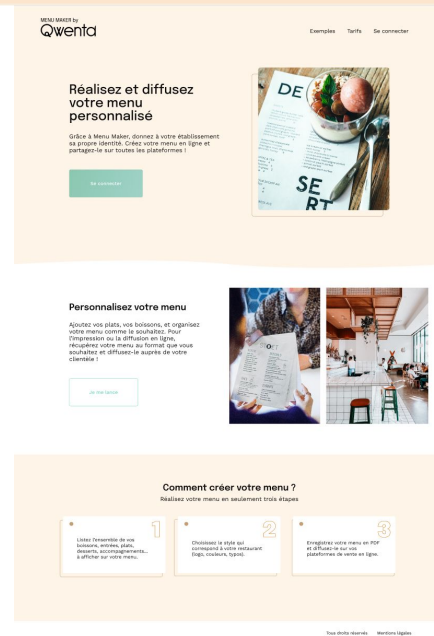 MENU MAKER by
Qwenta
Exemples Tarifs Se connecter
Réalisez et diffusez
votre menu
personnalisé
Grâce à Menu Maker, donnez à votre établissement
sa propre identité. Créez votre menu en ligne et
partagez-le sur toutes les plateformes !
Se connecter
DE
SE
RT
Personnalisez votre menu
Ajoutez vos plats, vos boissons, et organisez
votre menu comme le souhaitez. Pour
l'impression ou la diffusion en ligne,
récupérez votre menu au format que vous
souhaitez et diffusez-le auprès de votre
clientèle !
Je me lance
Comment créer votre menu ?
Réalisez votre menu en seulement trois étapes
1
Listez l'ensemble de vos
boissons, entrées, plats,
desserts, accompagnements...
à afficher sur votre menu.
2
Choisissez le style qui
correspond à votre restaurant
(logo, couleurs, typos).
3
Enregistrez votre menu en PDF
et diffusez-le sur vos
plateformes de vente en ligne.
Tous droits réservés Mentions légales